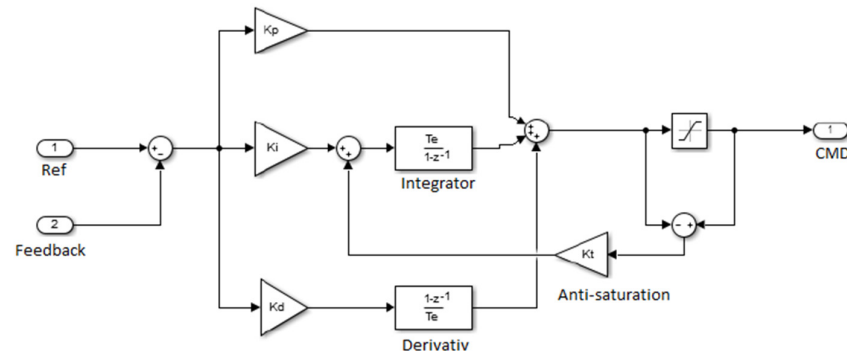 Kp
1
Ref
+
-
Ki
+
+
Te
1-z-1
Integrator
+
+
+
1
CMD
2
Feedback
- +
Kt
Anti-saturation
Kd
1-z-1
Te
Derivativ